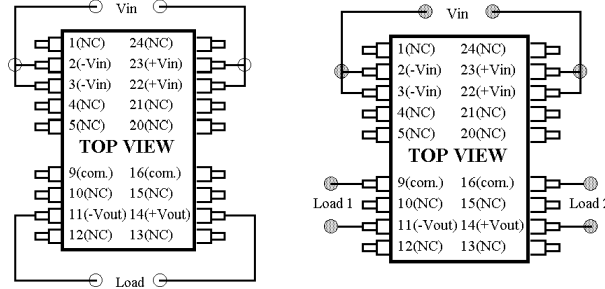 Vin
1(NC) 24(NC)
2(-Vin) 23(+Vin)
3(-Vin) 22(+Vin)
4(NC) 21(NC)
5(NC) 20(NC)
TOP VIEW
9(com.) 16(com.)
10(NC) 15(NC)
11(-Vout) 14(+Vout)
12(NC) 13(NC)
Load
Vin
1(NC) 24(NC)
2(-Vin) 23(+Vin)
3(-Vin) 22(+Vin)
4(NC) 21(NC)
5(NC) 20(NC)
TOP VIEW
9(com.) 16(com.)
Load 1 10(NC) 15(NC) Load 2
11(-Vout) 14(+Vout)
12(NC) 13(NC)